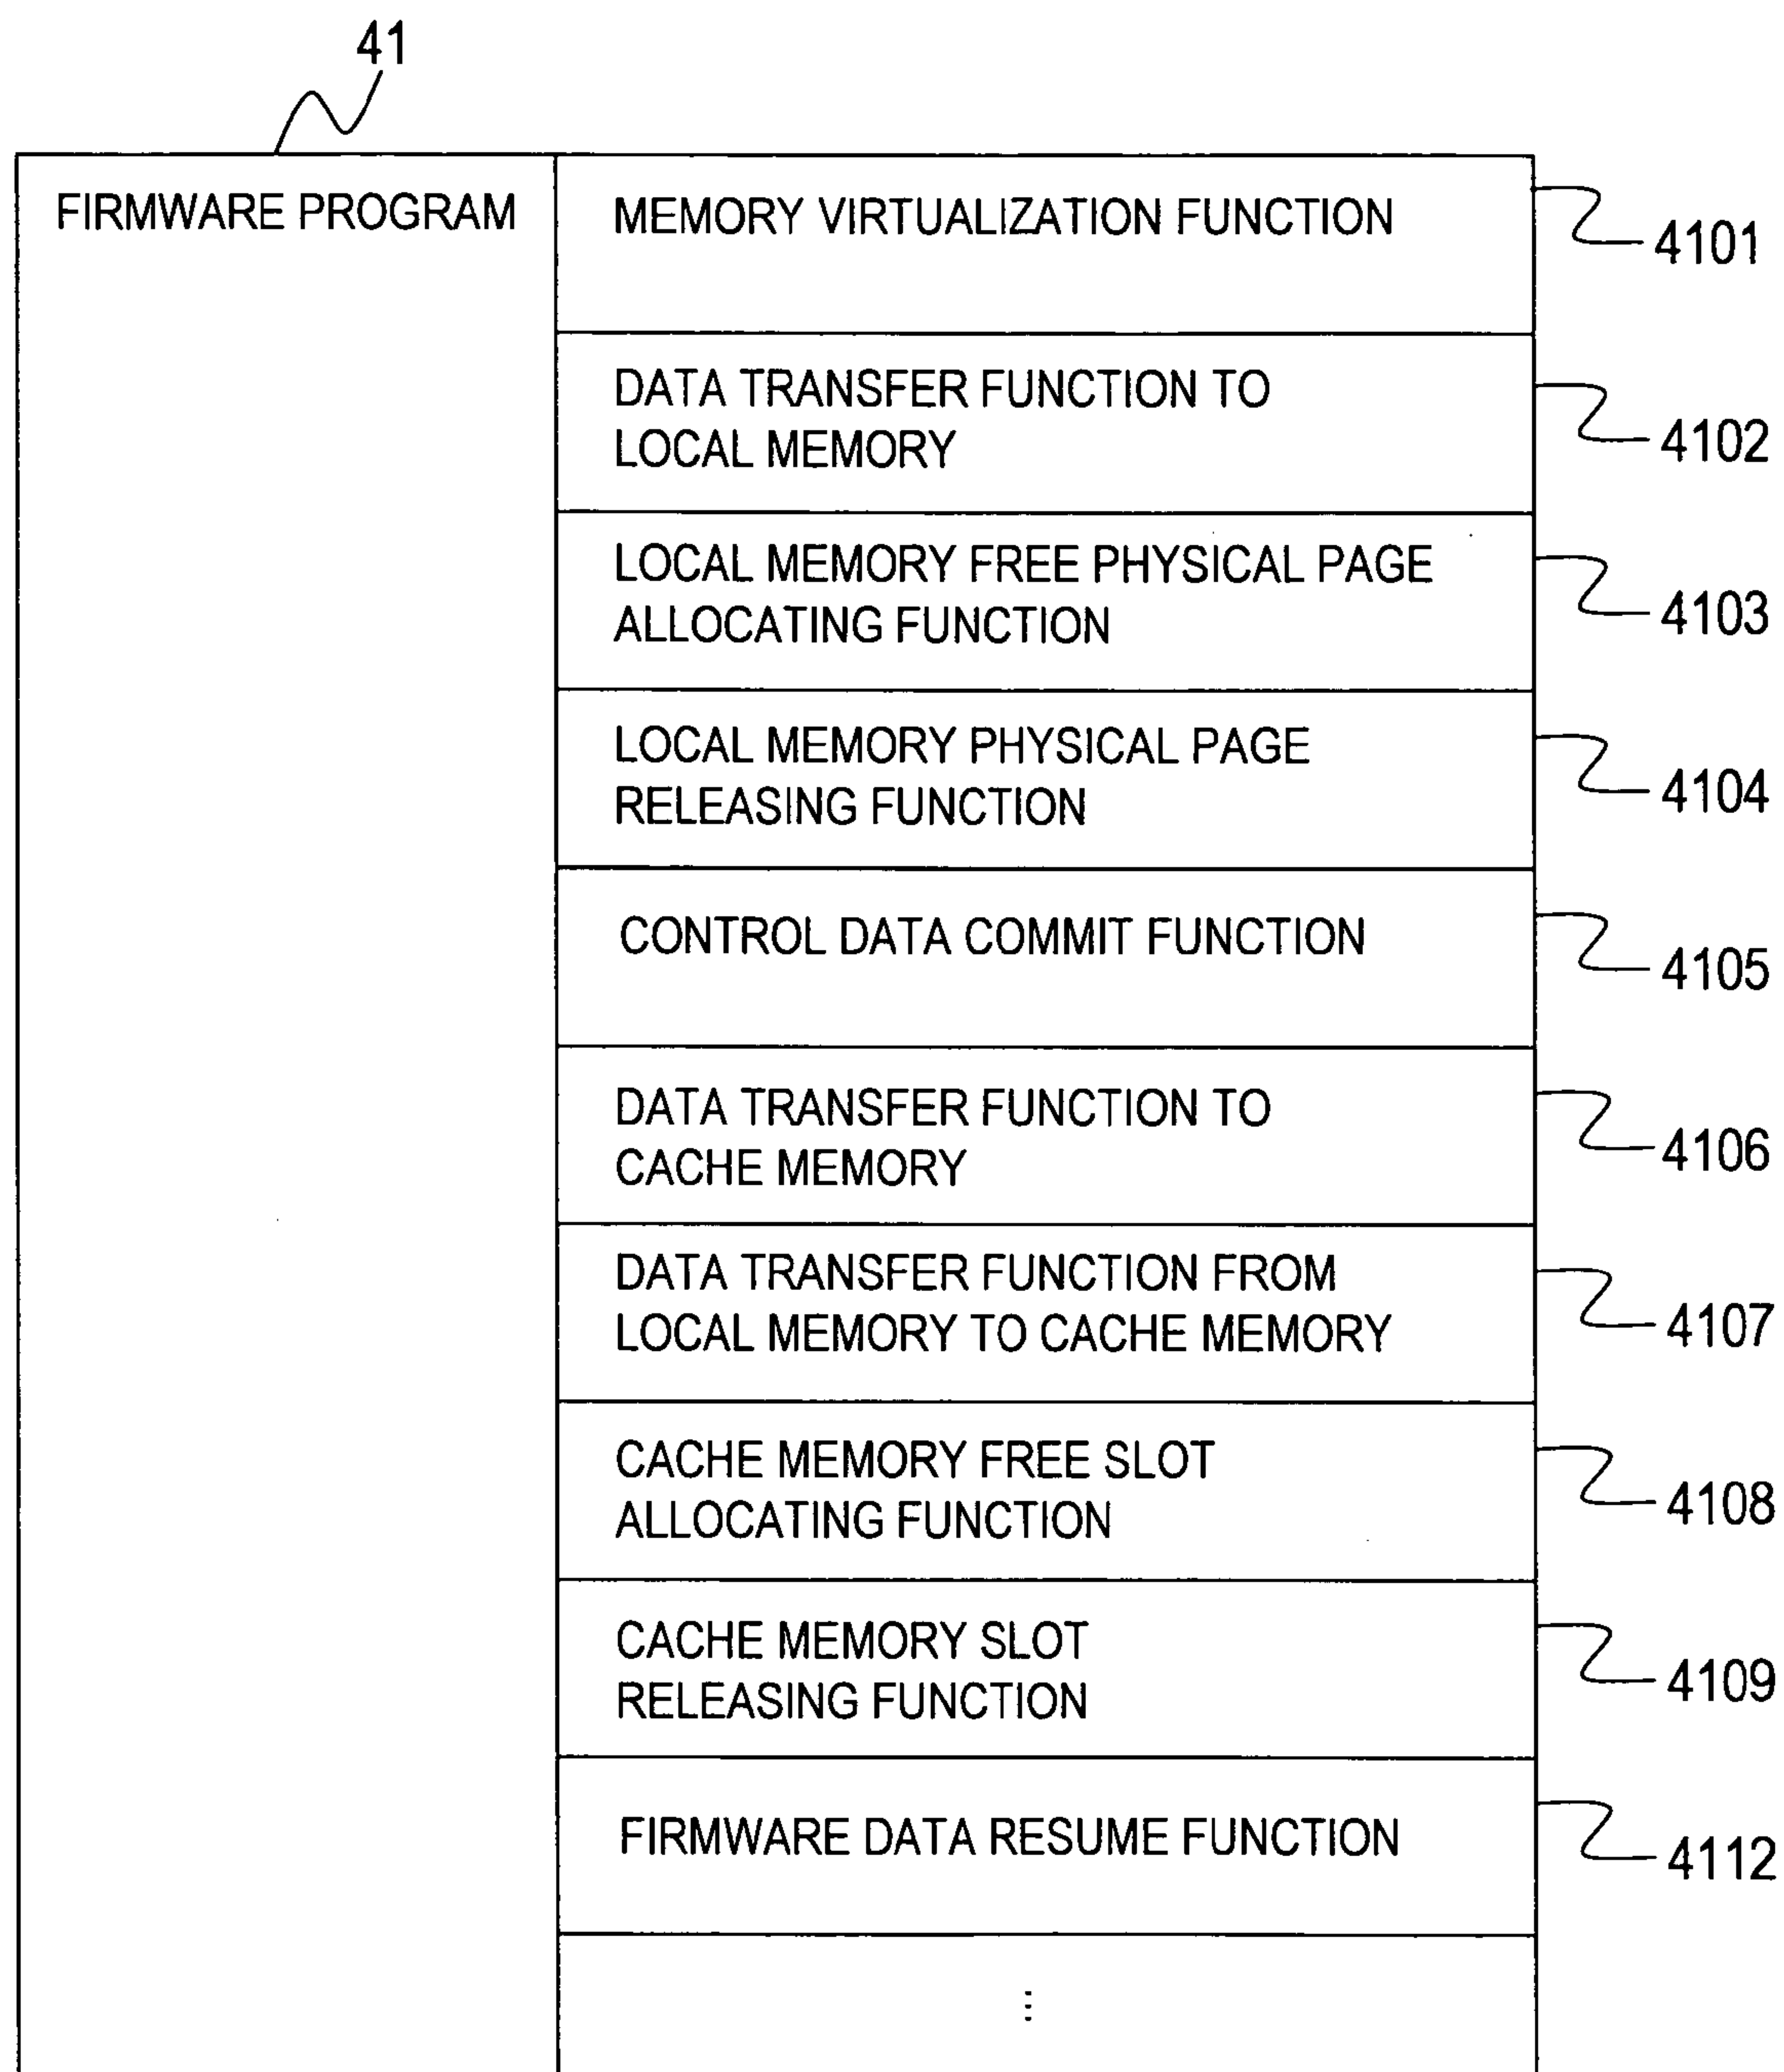 41
FIRMWARE PROGRAM
MEMORY VIRTUALIZATION FUNCTION
4101
DATA TRANSFER FUNCTION TO
LOCAL MEMORY
4102
LOCAL MEMORY FREE PHYSICAL PAGE
ALLOCATING FUNCTION
4103
LOCAL MEMORY PHYSICAL PAGE
RELEASING FUNCTION
4104
CONTROL DATA COMMIT FUNCTION
4105
DATA TRANSFER FUNCTION TO
CACHE MEMORY
4106
DATA TRANSFER FUNCTION FROM
LOCAL MEMORY TO CACHE MEMORY
4107
CACHE MEMORY FREE SLOT
ALLOCATING FUNCTION
4108
CACHE MEMORY SLOT
RELEASING FUNCTION
4109
FIRMWARE DATA RESUME FUNCTION
4112
⋮